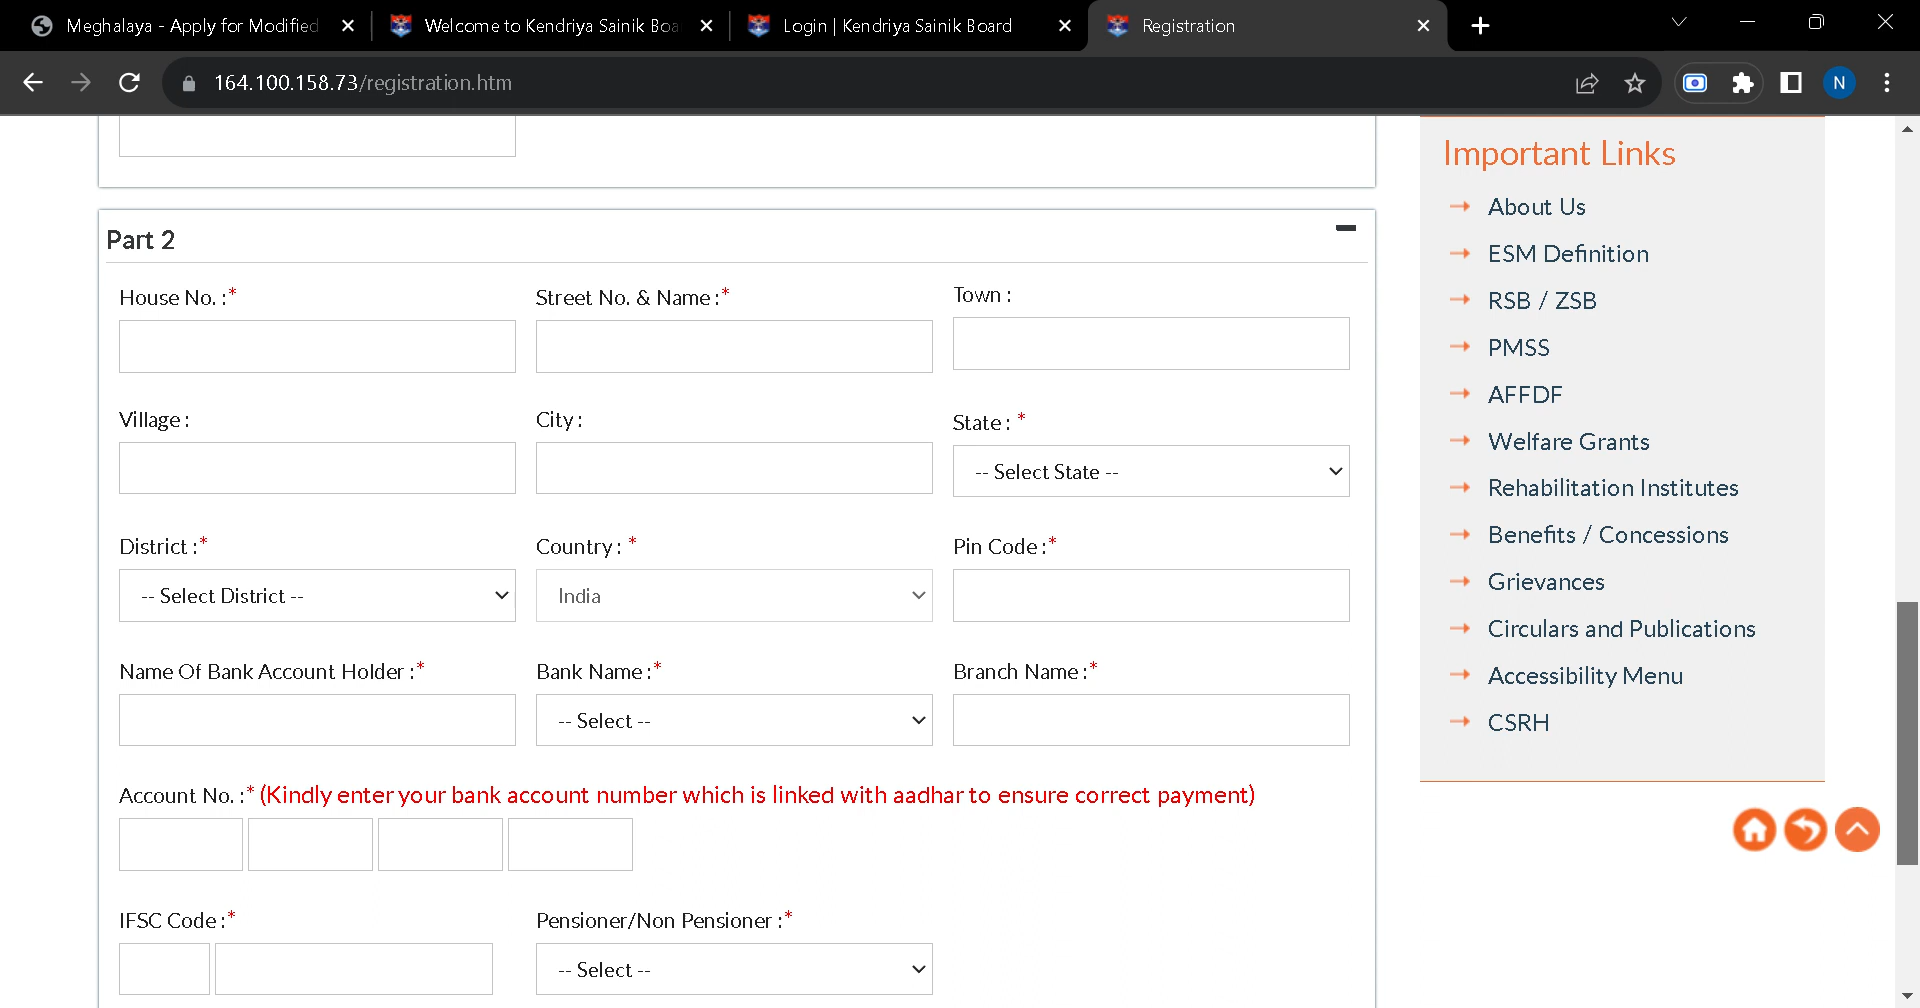 Meghalaya - Apply for Modified
Welcome to Kendriya Sainik Boa
Login | Kendriya Sainik Board
Registration
164.100.158.73/registration.htm
N
Part 2
House No. :*
Street No. & Name :*
Town :
Village :
City :
State : *
-- Select State --
District :*
Country : *
Pin Code :*
-- Select District --
India
Name Of Bank Account Holder :*
Bank Name :*
Branch Name :*
-- Select --
Account No. :* (Kindly enter your bank account number which is linked with aadhar to ensure correct payment)
IFSC Code :*
Pensioner/Non Pensioner :*
-- Select --
Important Links
About Us
ESM Definition
RSB / ZSB
PMSS
AFFDF
Welfare Grants
Rehabilitation Institutes
Benefits / Concessions
Grievances
Circulars and Publications
Accessibility Menu
CSRH